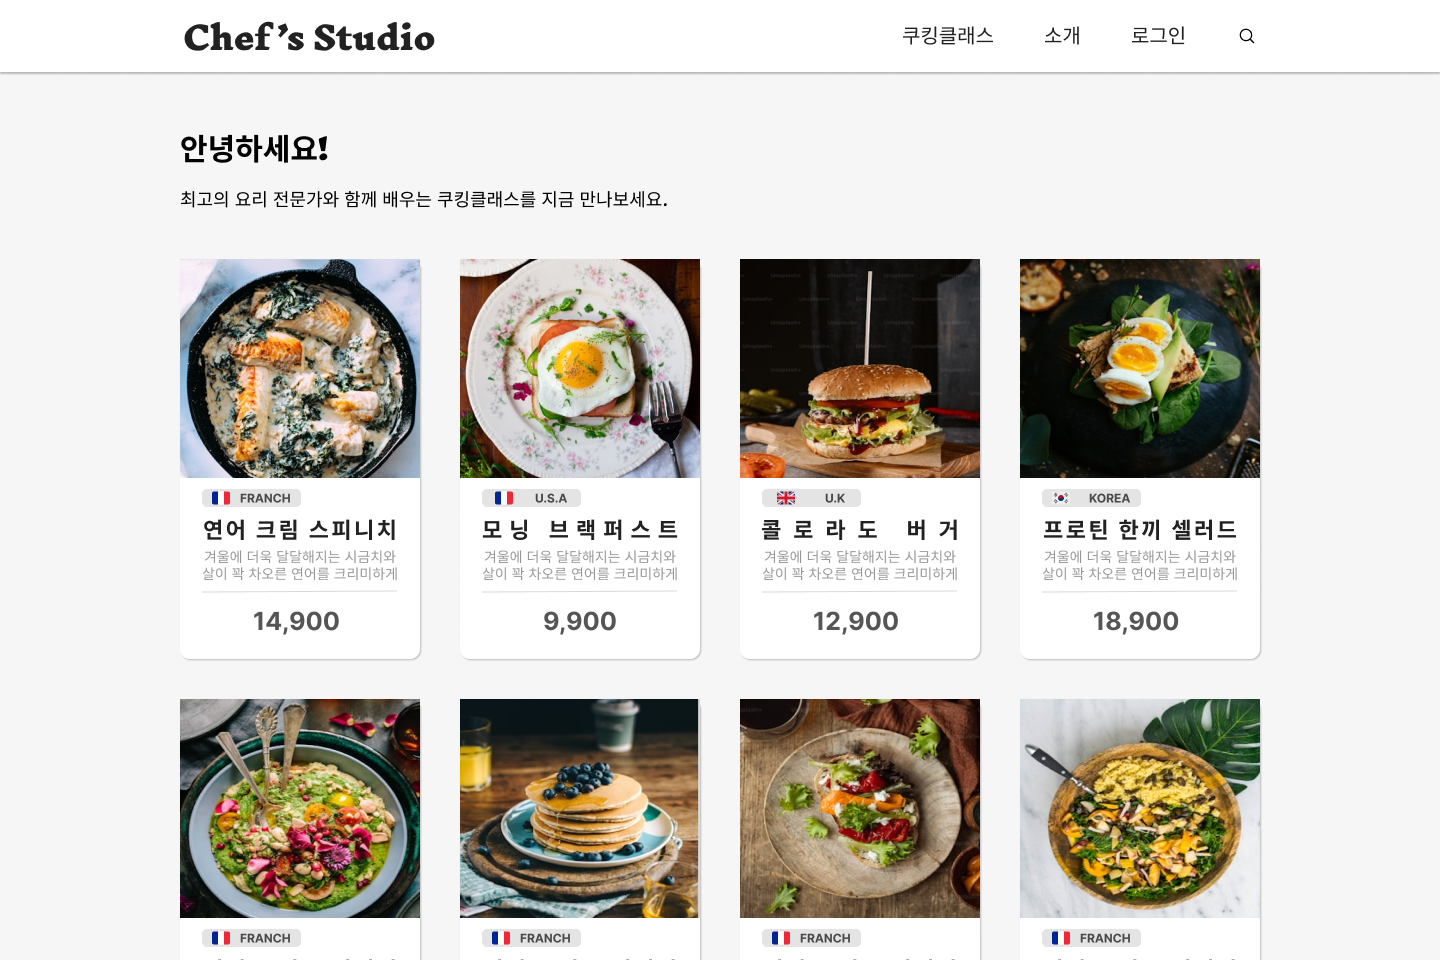 Chef's Studio
쿠킹클래스 소개 로그인
안녕하세요!
최고의 요리 전문가와 함께 배우는 쿠킹클래스를 지금 만나보세요.
FRANCH
연어 크림 스피니치
겨울에 더욱 달달해지는 시금치와
살이 꽉 차오른 연어를 크리미하게
14,900
U.S.A
모닝 브랙퍼스트
겨울에 더욱 달달해지는 시금치와
살이 꽉 차오른 연어를 크리미하게
9,900
U.K
콜로라도 버거
겨울에 더욱 달달해지는 시금치와
살이 꽉 차오른 연어를 크리미하게
12,900
KOREA
프로틴 한끼 셀러드
겨울에 더욱 달달해지는 시금치와
살이 꽉 차오른 연어를 크리미하게
18,900
FRANCH
FRANCH
FRANCH
FRANCH